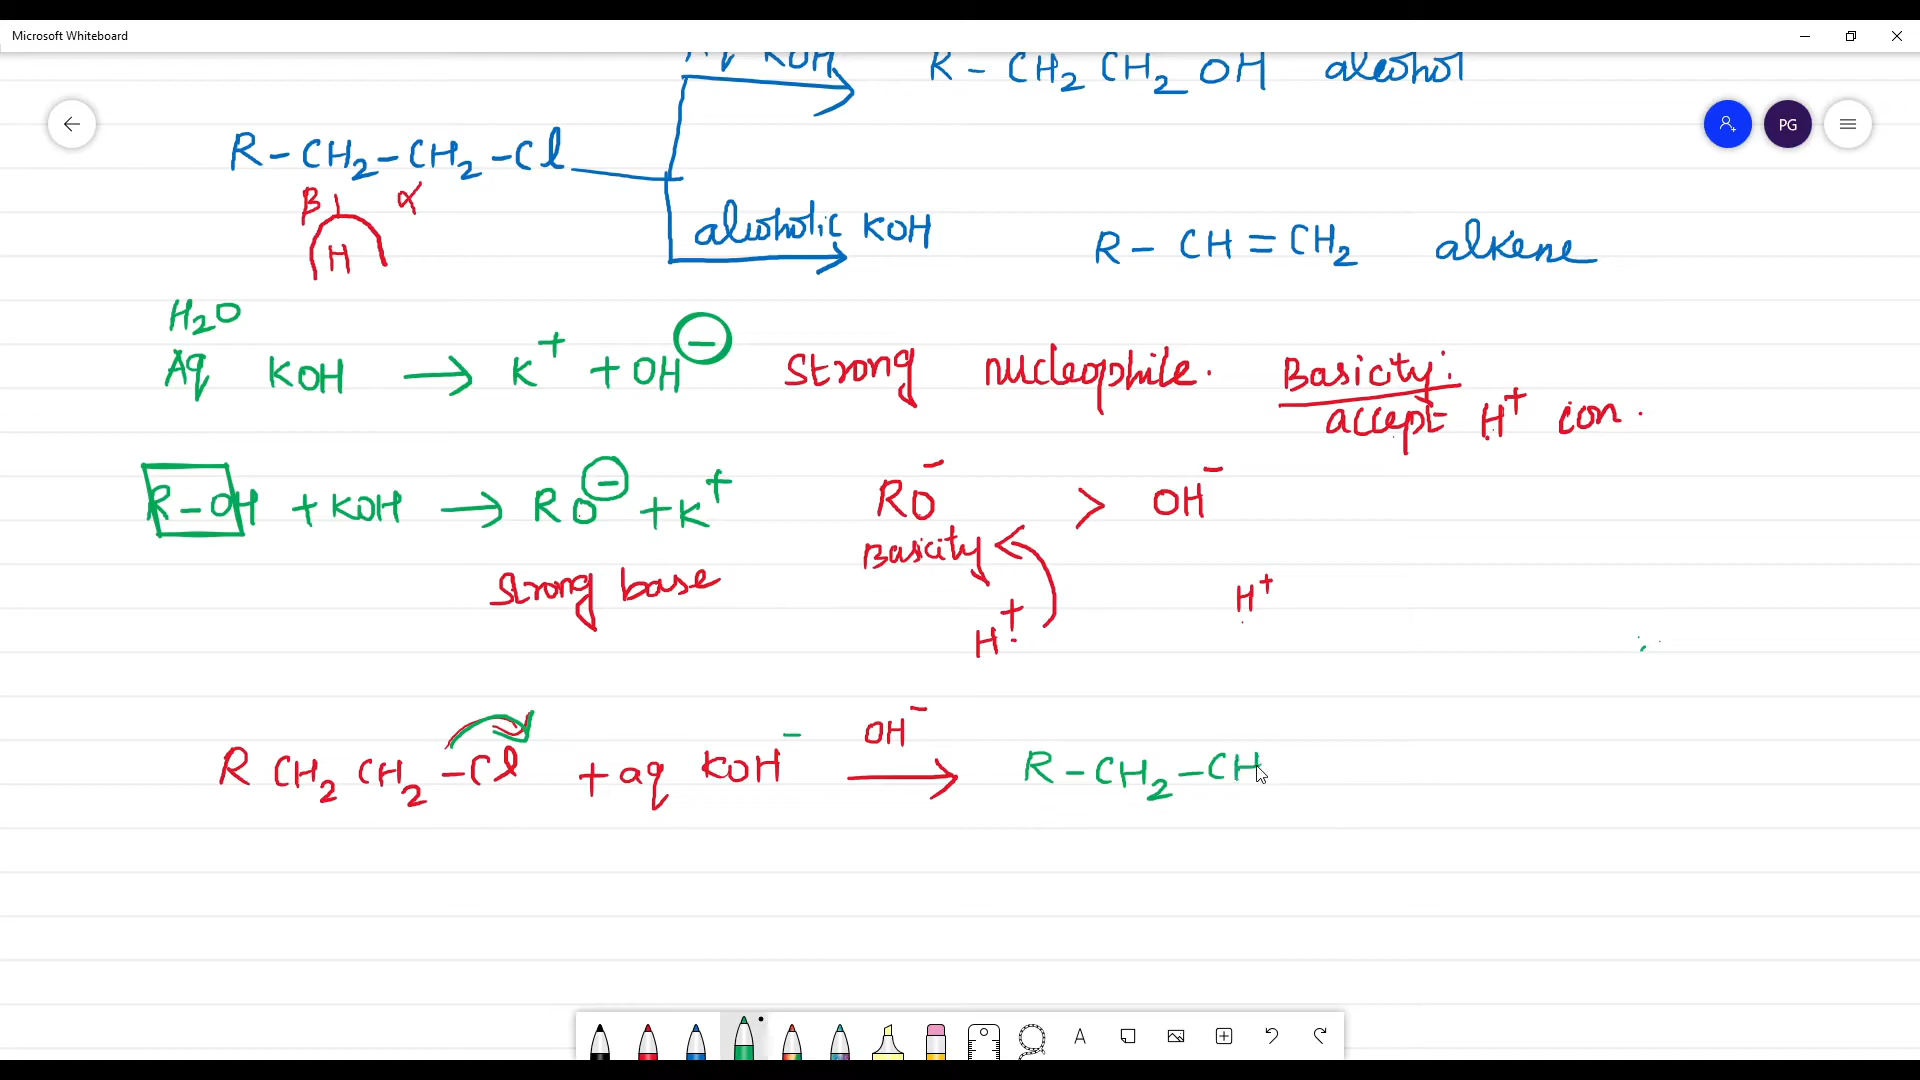 Microsoft Whiteboard
Aq KOH R - CH2 CH2 OH alcohol
PG
R - CH2 - CH2 - Cl
β α
H
alcoholic KOH R - CH = CH2 alkene
H2O
Aq KOH → K+ + OH⊖ Strong nucleophile. Basicity:
accept H+ ion.
R - OH + KOH → RO⊖ + K+ RO- > OH-
Basicity
Strong base
H+ H+
R CH2 CH2 - Cl + aq KOH- OH- → R - CH2 - CH
A